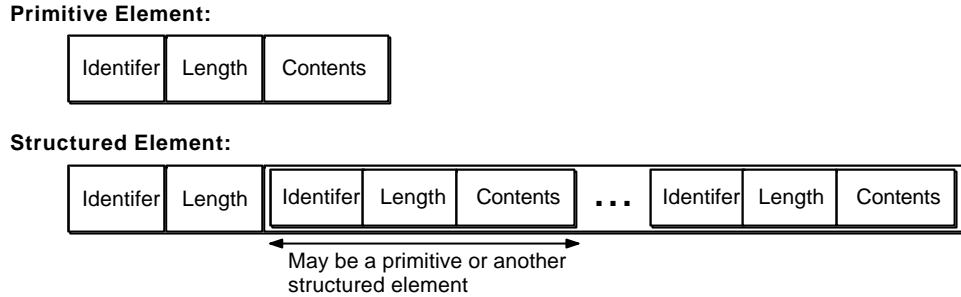 Primitive Element:
Identifer Length Contents
Structured Element:
Identifer Length Identifer Length Contents ... Identifer Length Contents
May be a primitive or another
structured element